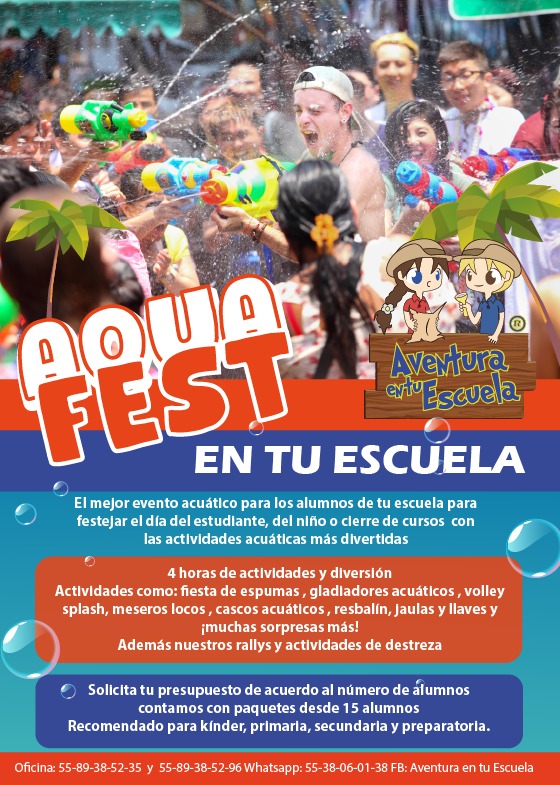 AQUA
FEST
Aventura
en tu Escuela
®
EN TU ESCUELA
El mejor evento acuático para los alumnos de tu escuela para
festejar el día del estudiante, del niño o cierre de cursos con
las actividades acuáticas más divertidas
4 horas de actividades y diversión
Actividades como: fiesta de espumas , gladiadores acuáticos , volley
splash, meseros locos , cascos acuáticos , resbalín, jaulas y llaves y
¡muchas sorpresas más!
Además nuestros rallys y actividades de destreza
Solicita tu presupuesto de acuerdo al número de alumnos
contamos con paquetes desde 15 alumnos
Recomendado para kínder, primaria, secundaria y preparatoria.
Oficina: 55-89-38-52-35 y 55-89-38-52-96 Whatsapp: 55-38-06-01-38 FB: Aventura en tu Escuela